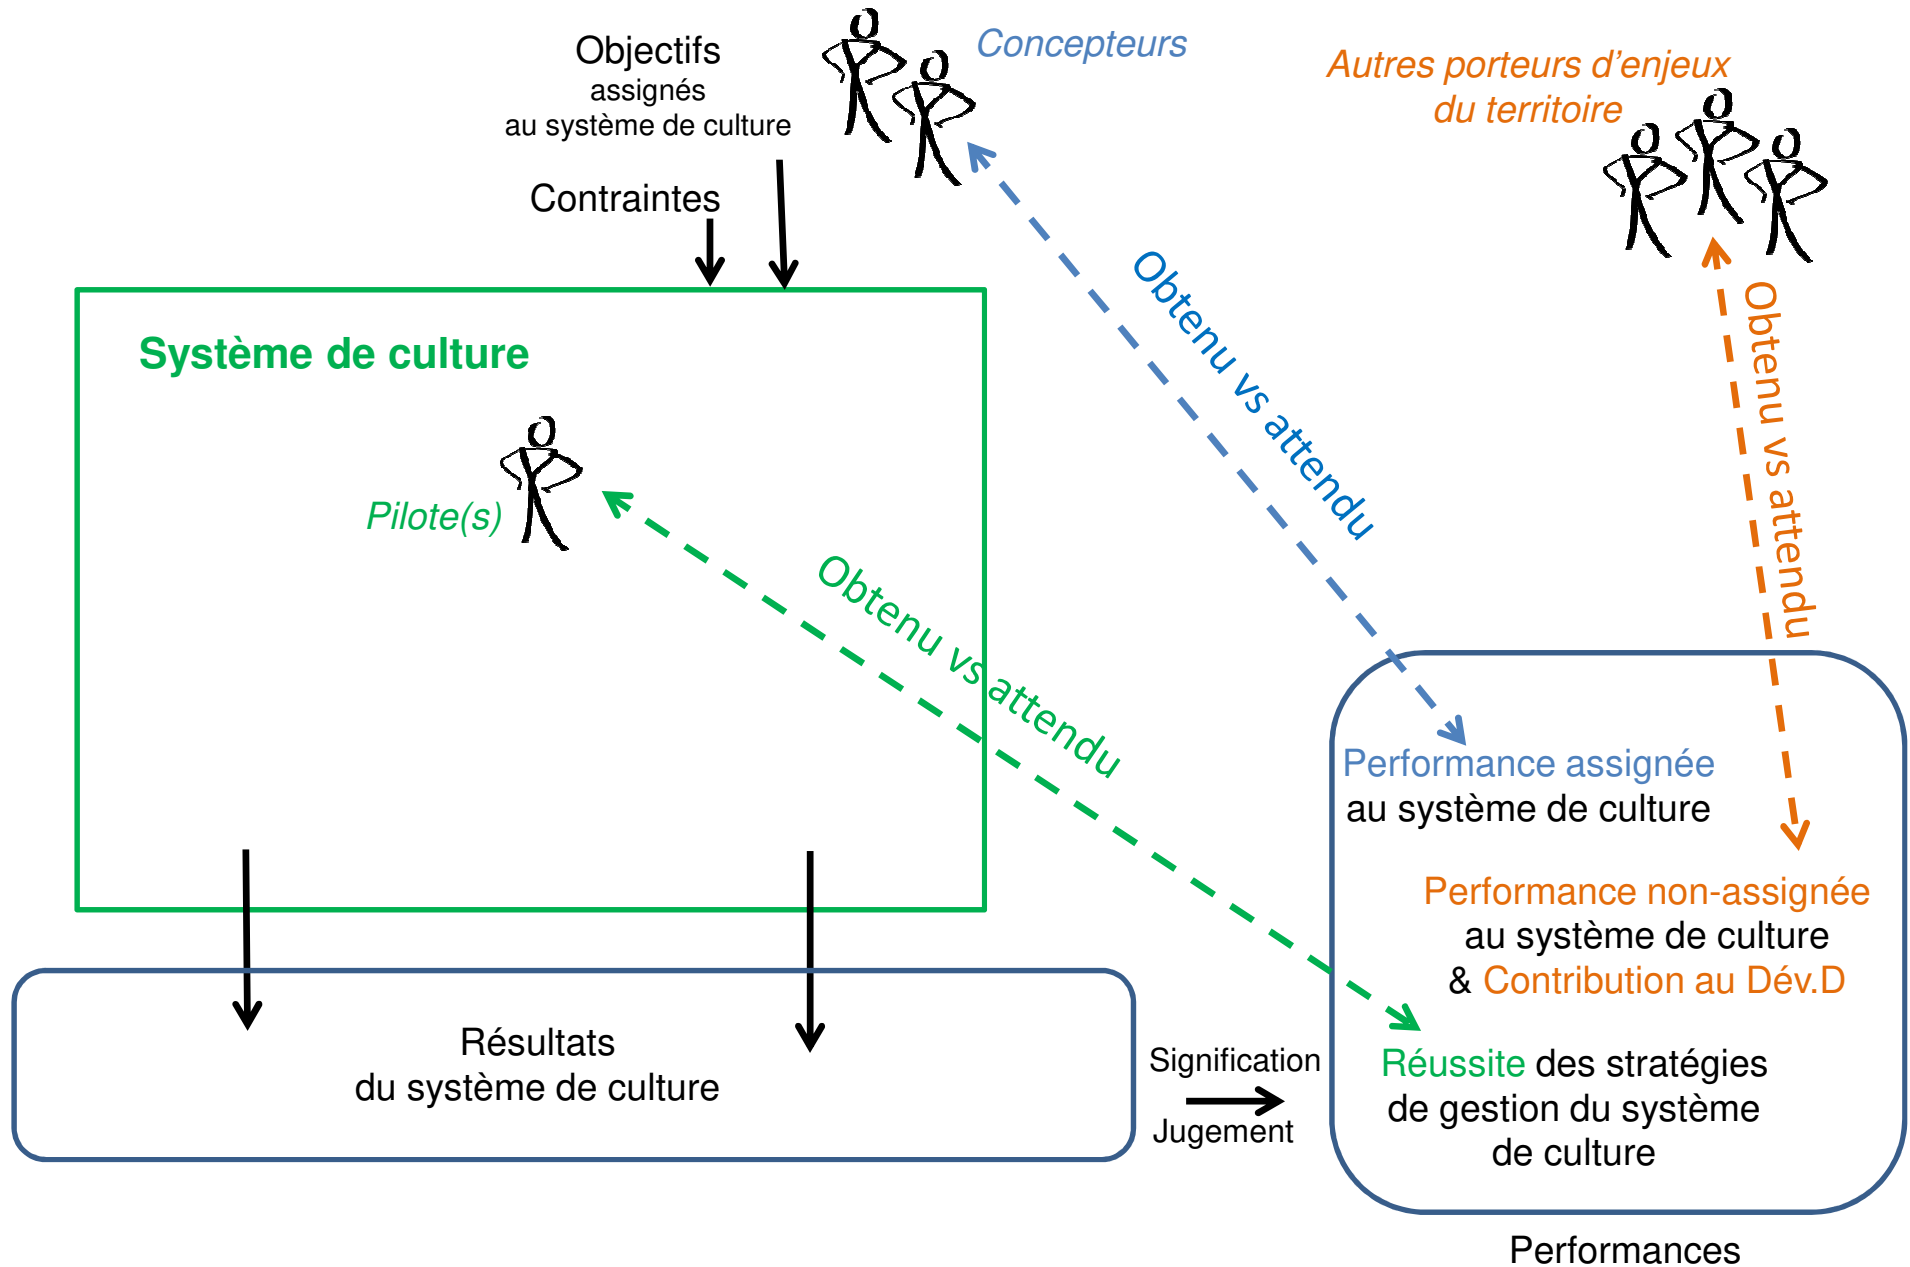 Objectifs
assignés
au système de culture
Concepteurs
Autres porteurs d'enjeux
du territoire
Contraintes
Système de culture
Pilote(s)
Obtenu vs attendu
Obtenu vs attendu
Obtenu vs attendu
Performance assignée
au système de culture
Performance non-assignée
au système de culture
& Contribution au Dév.D
Réussite des stratégies
de gestion du système
de culture
Résultats
du système de culture
Signification
Jugement
Performances